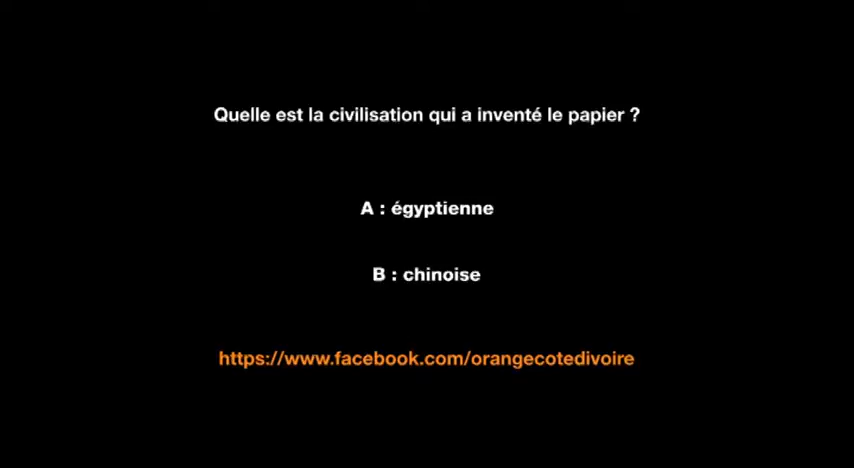 Quelle est la civilisation qui a inventé le papier ?
A : égyptienne
B : chinoise
https://www.facebook.com/orangecotedivoire